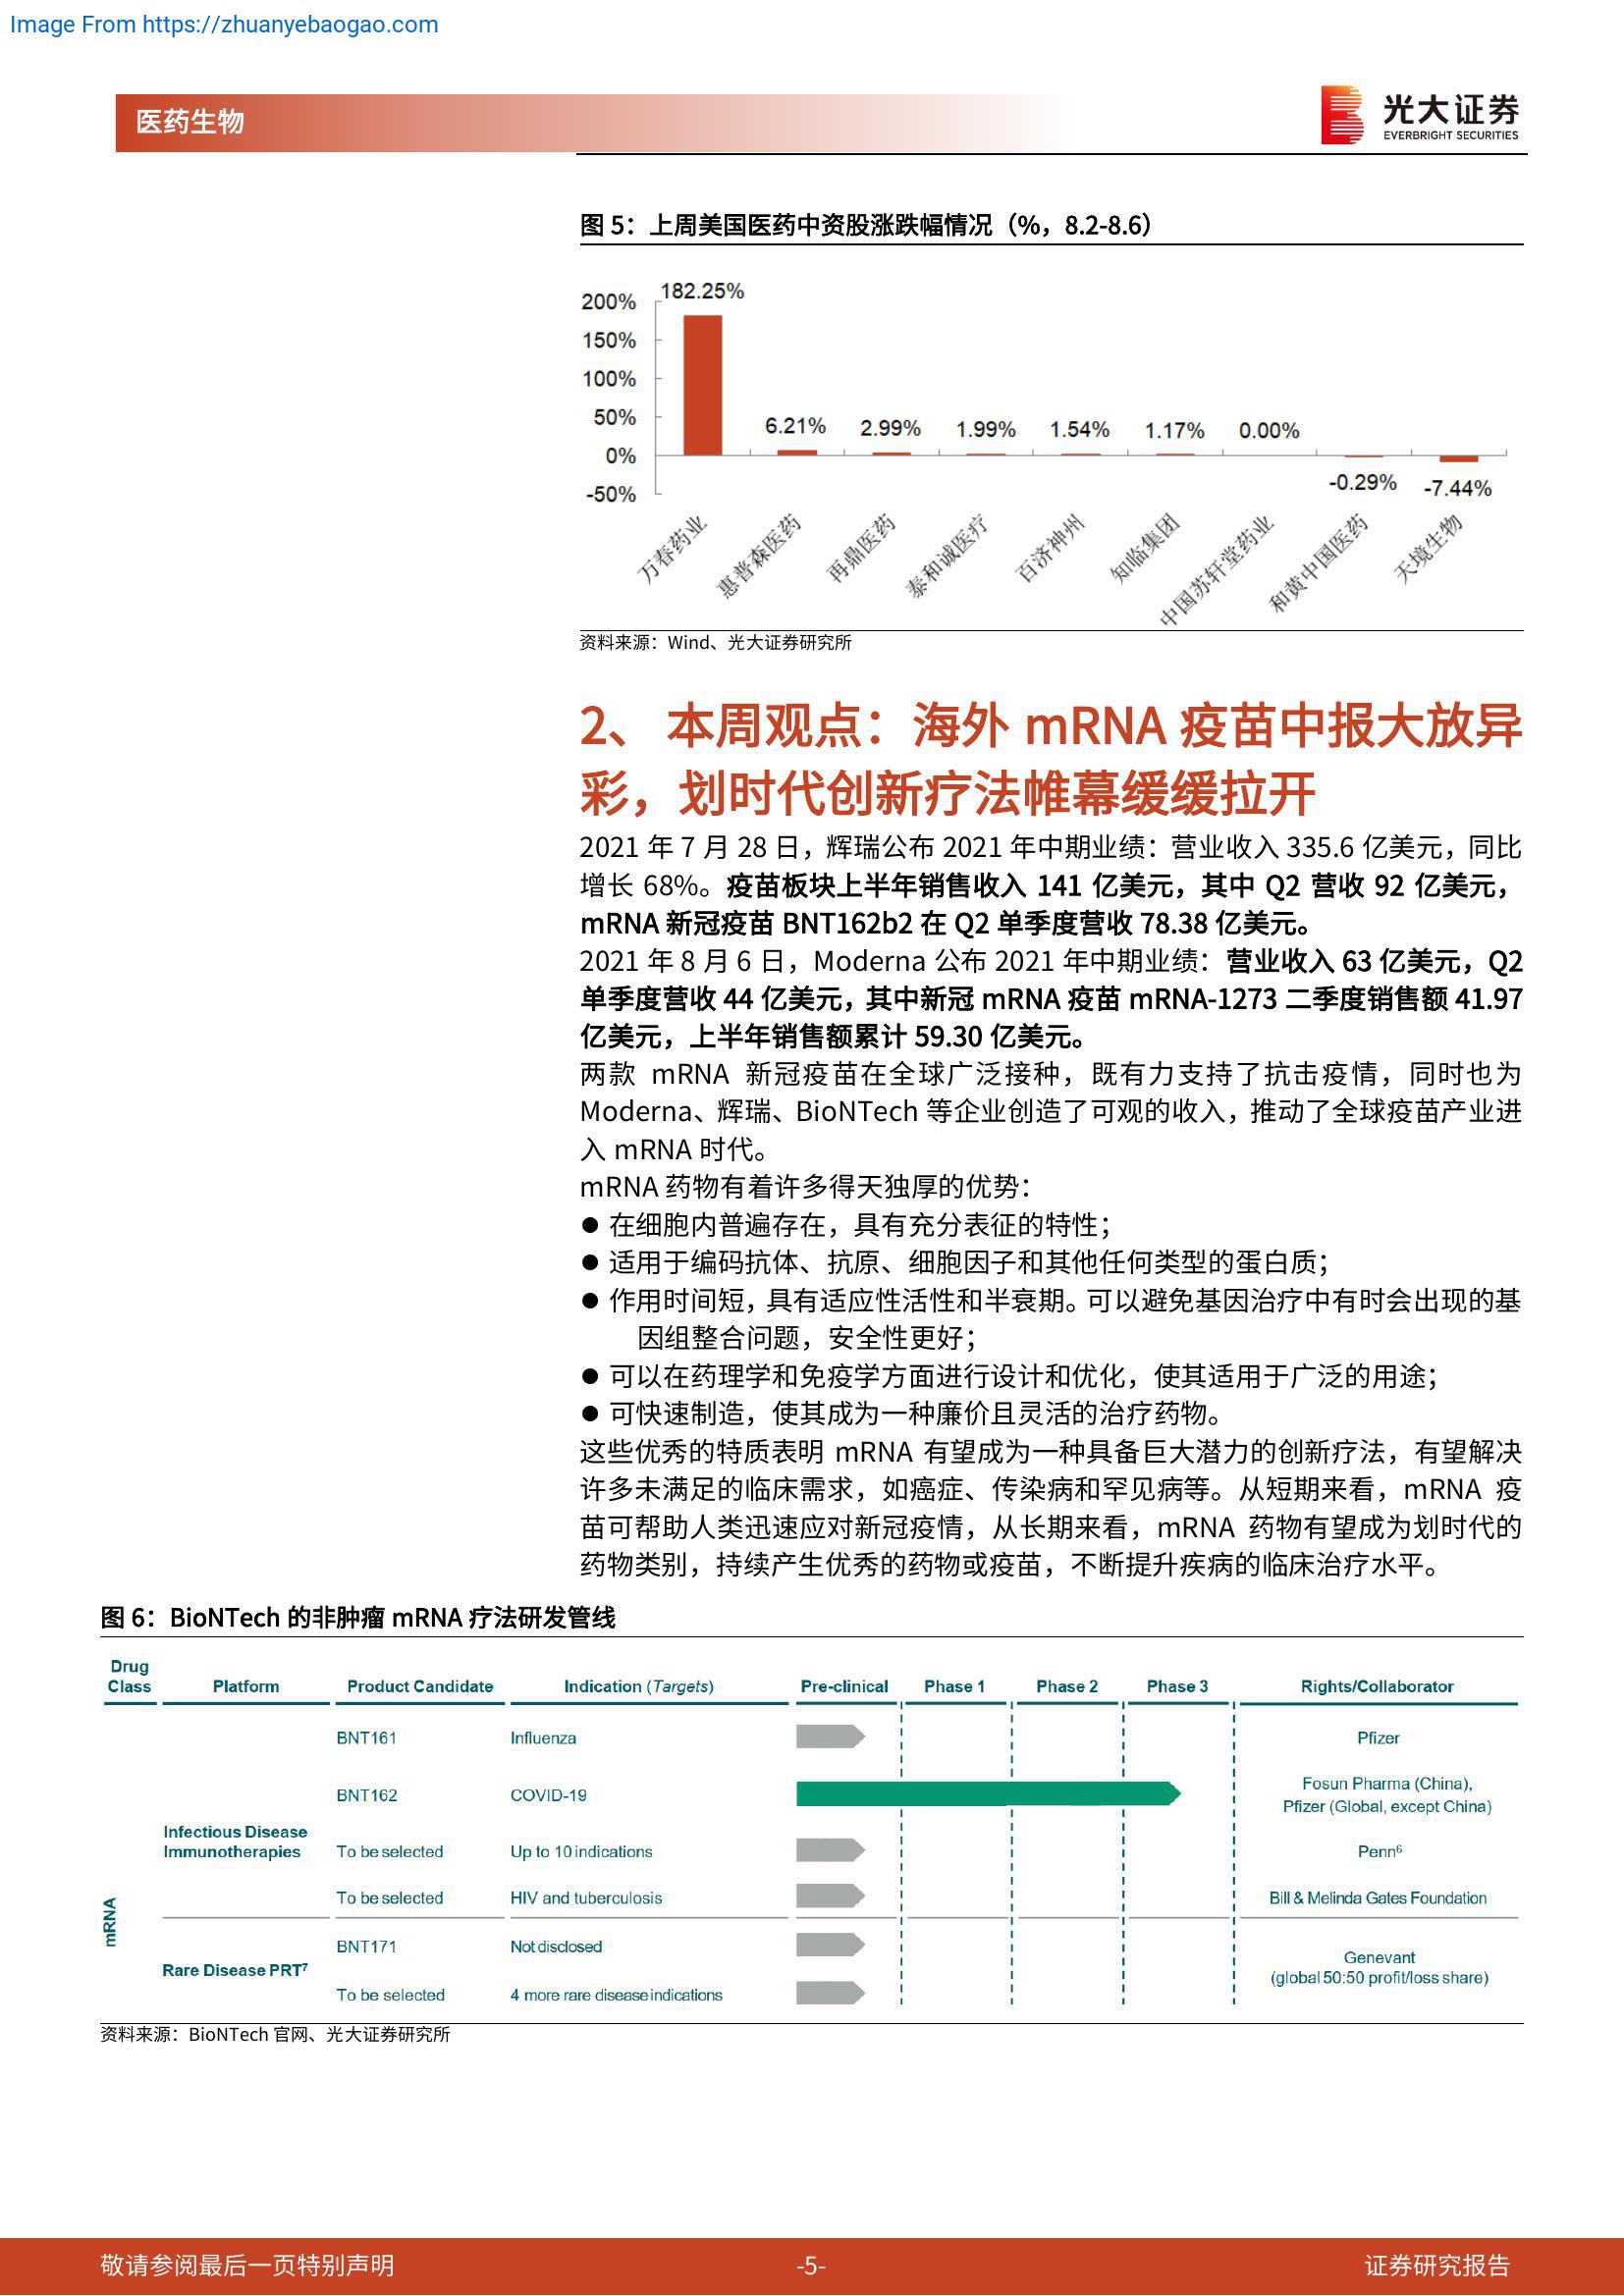 Image From https://zhuanyebaogao.com
医药生物
光大证券
EVERBRIGHT SECURITIES
图 5：上周美国医药中资股涨跌幅情况（%，8.2-8.6）
200%
150%
100%
50%
0%
-50%
182.25%
6.21%
2.99%
1.99%
1.54%
1.17%
0.00%
-0.29%
-7.44%
万春药业
惠普森医药
再鼎医药
泰和诚医疗
百济神州
知临集团
中国苏轩堂药业
和黄中国医药
天境生物
资料来源：Wind、光大证券研究所
2、 本周观点：海外 mRNA 疫苗中报大放异
彩，划时代创新疗法帷幕缓缓拉开
2021 年 7 月 28 日，辉瑞公布 2021 年中期业绩：营业收入 335.6 亿美元，同比
增长 68%。疫苗板块上半年销售收入 141 亿美元，其中 Q2 营收 92 亿美元，
mRNA 新冠疫苗 BNT162b2 在 Q2 单季度营收 78.38 亿美元。
2021 年 8 月 6 日，Moderna 公布 2021 年中期业绩：营业收入 63 亿美元，Q2
单季度营收 44 亿美元，其中新冠 mRNA 疫苗 mRNA-1273 二季度销售额 41.97
亿美元，上半年销售额累计 59.30 亿美元。
两款 mRNA 新冠疫苗在全球广泛接种，既有力支持了抗击疫情，同时也为
Moderna、辉瑞、BioNTech 等企业创造了可观的收入，推动了全球疫苗产业进
入 mRNA 时代。
mRNA 药物有着许多得天独厚的优势：
● 在细胞内普遍存在，具有充分表征的特性；
● 适用于编码抗体、抗原、细胞因子和其他任何类型的蛋白质；
● 作用时间短，具有适应性活性和半衰期。可以避免基因治疗中有时会出现的基
因组整合问题，安全性更好；
● 可以在药理学和免疫学方面进行设计和优化，使其适用于广泛的用途；
● 可快速制造，使其成为一种廉价且灵活的治疗药物。
这些优秀的特质表明 mRNA 有望成为一种具备巨大潜力的创新疗法，有望解决
许多未满足的临床需求，如癌症、传染病和罕见病等。从短期来看，mRNA 疫
苗可帮助人类迅速应对新冠疫情，从长期来看，mRNA 药物有望成为划时代的
药物类别，持续产生优秀的药物或疫苗，不断提升疾病的临床治疗水平。
图 6：BioNTech 的非肿瘤 mRNA 疗法研发管线
Drug Class Platform Product Candidate Indication (Targets) Pre-clinical Phase 1 Phase 2 Phase 3 Rights/Collaborator
mRNA
Infectious Disease
Immunotherapies
BNT161 Influenza Pfizer
BNT162 COVID-19 Fosun Pharma (China),
Pfizer (Global, except China)
To be selected Up to 10 indications Penn⁶
To be selected HIV and tuberculosis Bill & Melinda Gates Foundation
Rare Disease PRT⁷
BNT171 Not disclosed Genevant
(global 50:50 profit/loss share)
To be selected 4 more rare disease indications
资料来源：BioNTech 官网、光大证券研究所
敬请参阅最后一页特别声明
-5-
证券研究报告